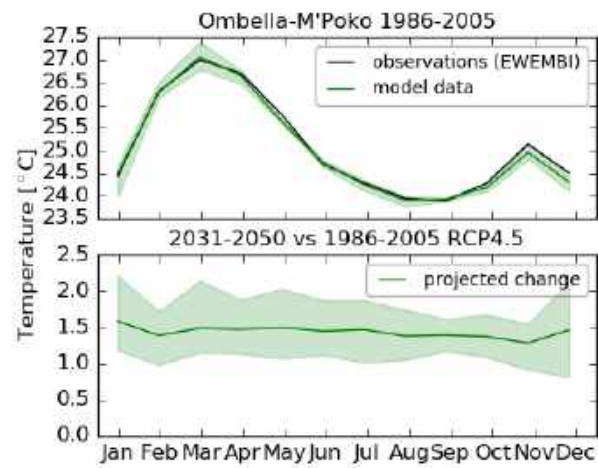 Ombella-M'Poko 1986-2005
27.5
27.0
26.5
26.0
25.5
25.0
24.5
24.0
23.5
observations (EWEMBI)
model data
Temperature [°C]
2031-2050 vs 1986-2005 RCP4.5
2.5
2.0
1.5
1.0
0.5
0.0
projected change
Jan Feb Mar Apr May Jun Jul Aug Sep Oct Nov Dec